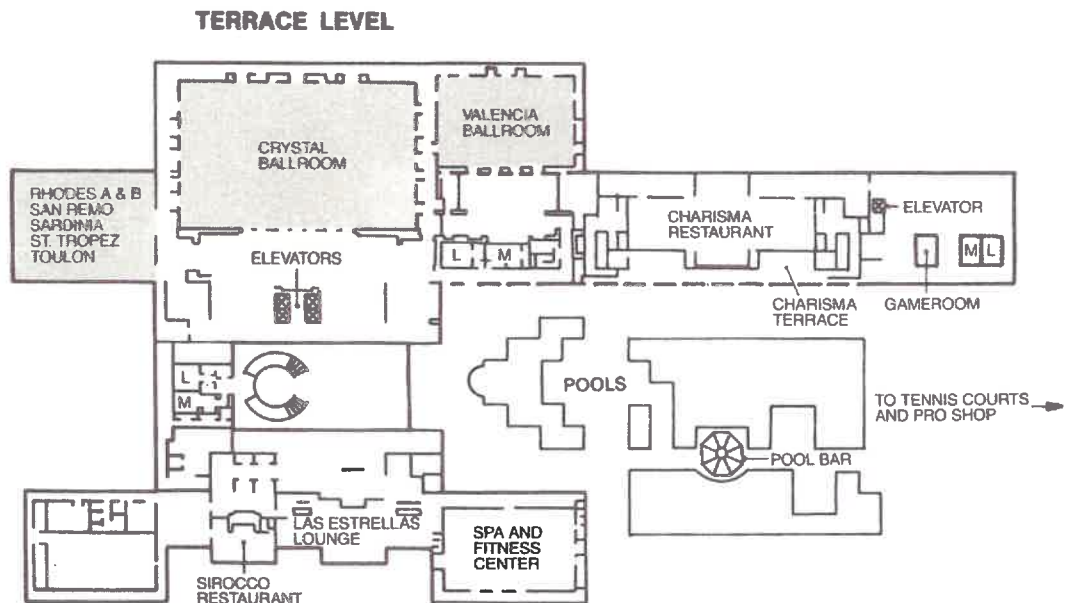 TERRACE LEVEL
CRYSTAL
BALLROOM
VALENCIA
BALLROOM
RHODES A & B
SAN REMO
SARDINIA
ST. TROPEZ
TOULON
ELEVATORS
L
M
CHARISMA
RESTAURANT
ELEVATOR
M
L
CHARISMA
TERRACE
GAMEROOM
L
M
POOLS
TO TENNIS COURTS
AND PRO SHOP
POOL BAR
LAS ESTRELLAS
LOUNGE
SPA AND
FITNESS
CENTER
SIROCCO
RESTAURANT